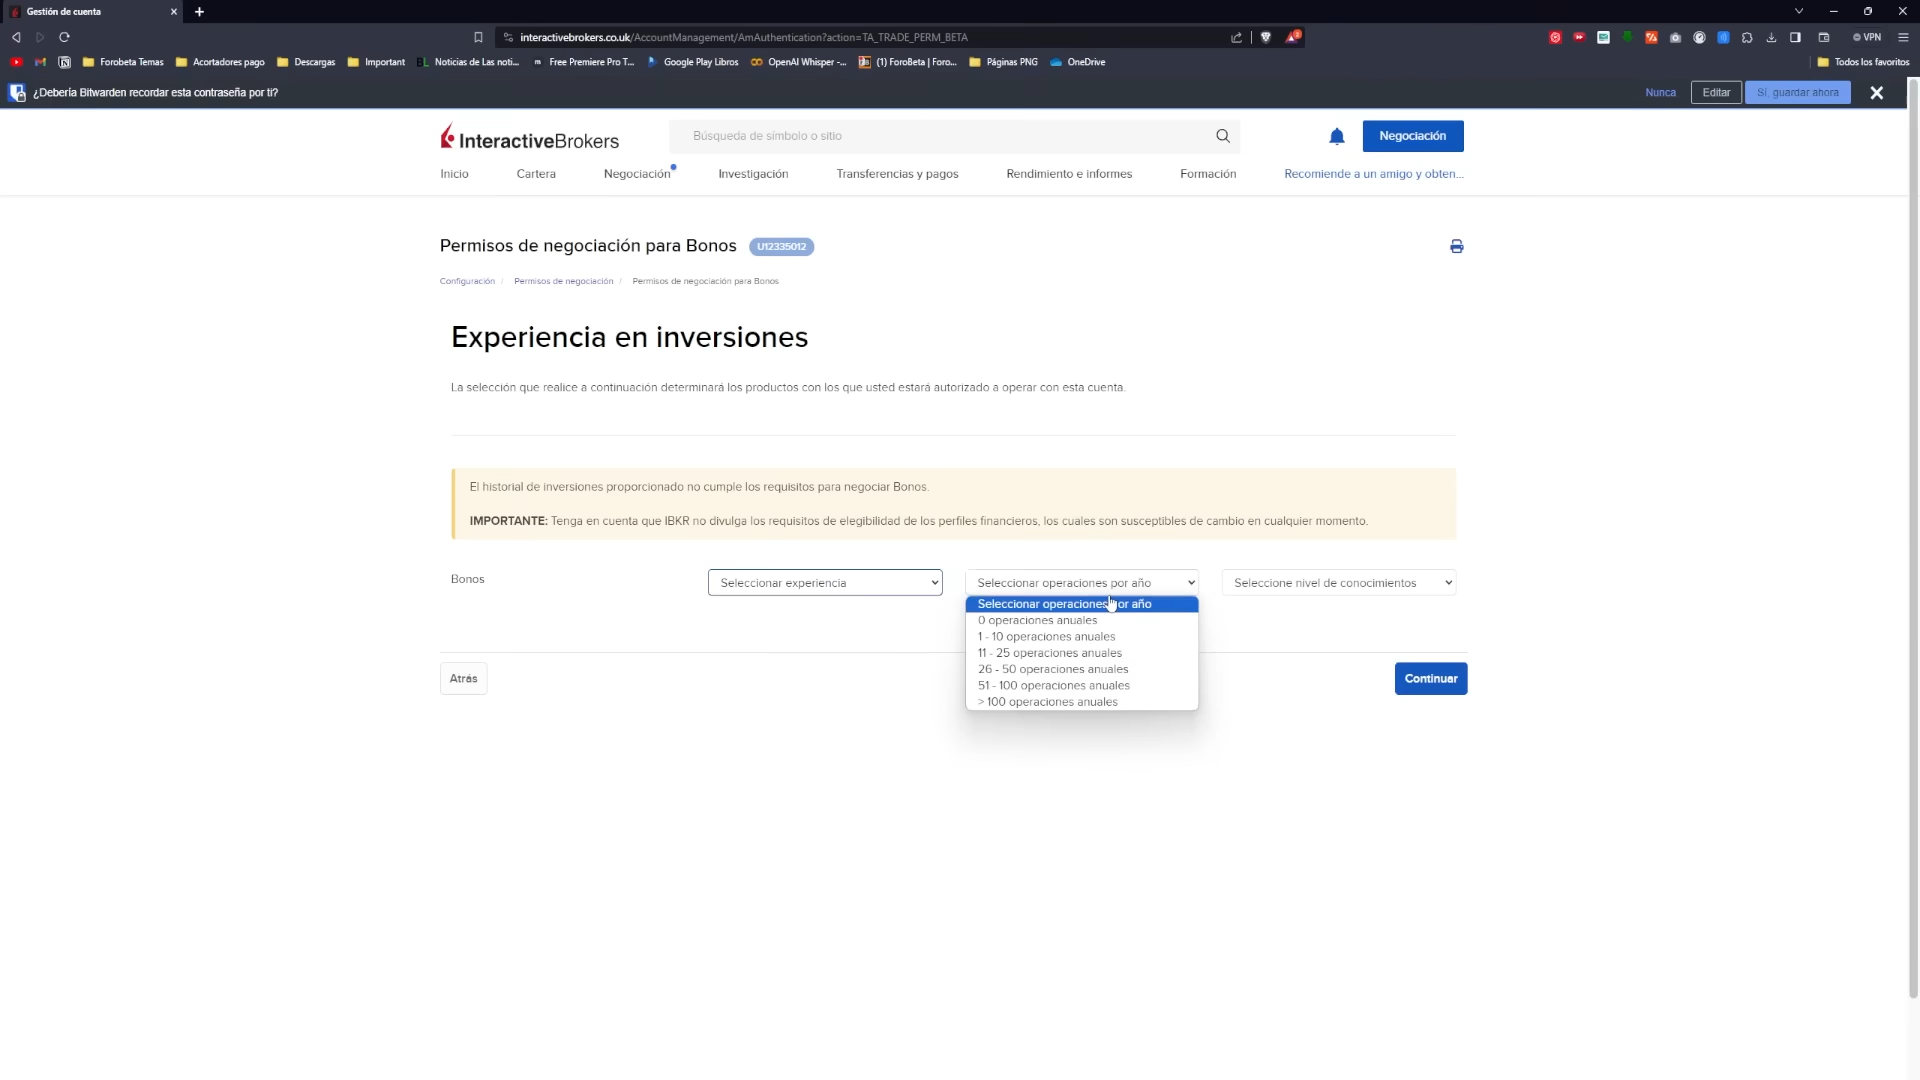 Gestión de cuenta
interactivebrokers.co.uk/AccountManagement/AmAuthentication?action=TA_TRADE_PERM_BETA
VPN
Forobeta Temas
Acortadores pago
Descargas
Important
Noticias de Las noti...
Free Premiere Pro T...
Google Play Libros
OpenAI Whisper -...
(1) ForoBeta | Foro...
Páginas PNG
OneDrive
Todos los favoritos
¿Debería Bitwarden recordar esta contraseña por ti?
Nunca
Editar
Sí, guardar ahora
InteractiveBrokers
Búsqueda de símbolo o sitio
Negociación
Inicio
Cartera
Negociación
Investigación
Transferencias y pagos
Rendimiento e informes
Formación
Recomiende a un amigo y obten...
Permisos de negociación para Bonos
U12335012
Configuración / Permisos de negociación / Permisos de negociación para Bonos
Experiencia en inversiones
La selección que realice a continuación determinará los productos con los que usted estará autorizado a operar con esta cuenta.
El historial de inversiones proporcionado no cumple los requisitos para negociar Bonos.
IMPORTANTE: Tenga en cuenta que IBKR no divulga los requisitos de elegibilidad de los perfiles financieros, los cuales son susceptibles de cambio en cualquier momento.
Bonos
Seleccionar experiencia
Seleccionar operaciones por año
Seleccione nivel de conocimientos
Seleccionar operaciones por año
0 operaciones anuales
1 - 10 operaciones anuales
11 - 25 operaciones anuales
26 - 50 operaciones anuales
51 - 100 operaciones anuales
> 100 operaciones anuales
Atrás
Continuar